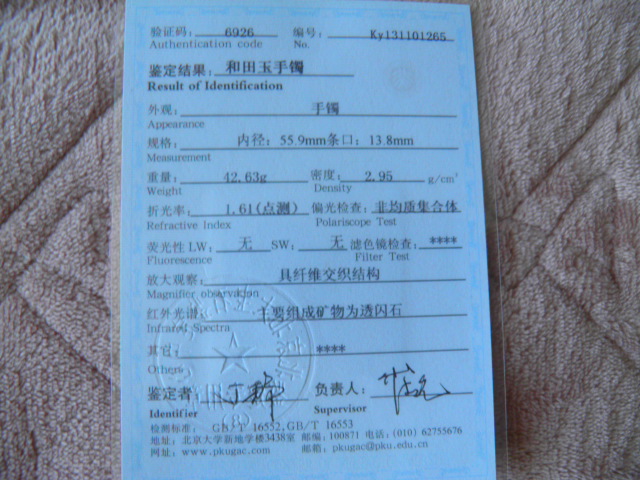 验证码: 6926 编号: Ky131101265
Authentication code No.
鉴定结果: 和田玉手镯
Result of Identification
外观: 手镯
Appearance
规格: 内径: 55.9mm条口: 13.8mm
Measurement
重量: 42.63g 密度: 2.95 g/cm³
Weight Density
折光率: 1.61(点测) 偏光检查: 非均质集合体
Refractive Index Polariscope Test
荧光性 LW: 无 SW: 无 滤色镜检查: ****
Fluorescence Filter Test
放大观察: 具纤维交织结构
Magnifier observation
红外光谱: 主要组成矿物为透闪石
Infrared Spectra
其它: ****
Others
鉴定者: 负责人:
Identifier Supervisor
检测标准: GB/T 16552,GB/T 16553
地址: 北京大学新地学楼3438室 邮编: 100871 电话: (010) 62755676
网址: www.pkugac.com 邮箱: pkugac@pku.edu.cn